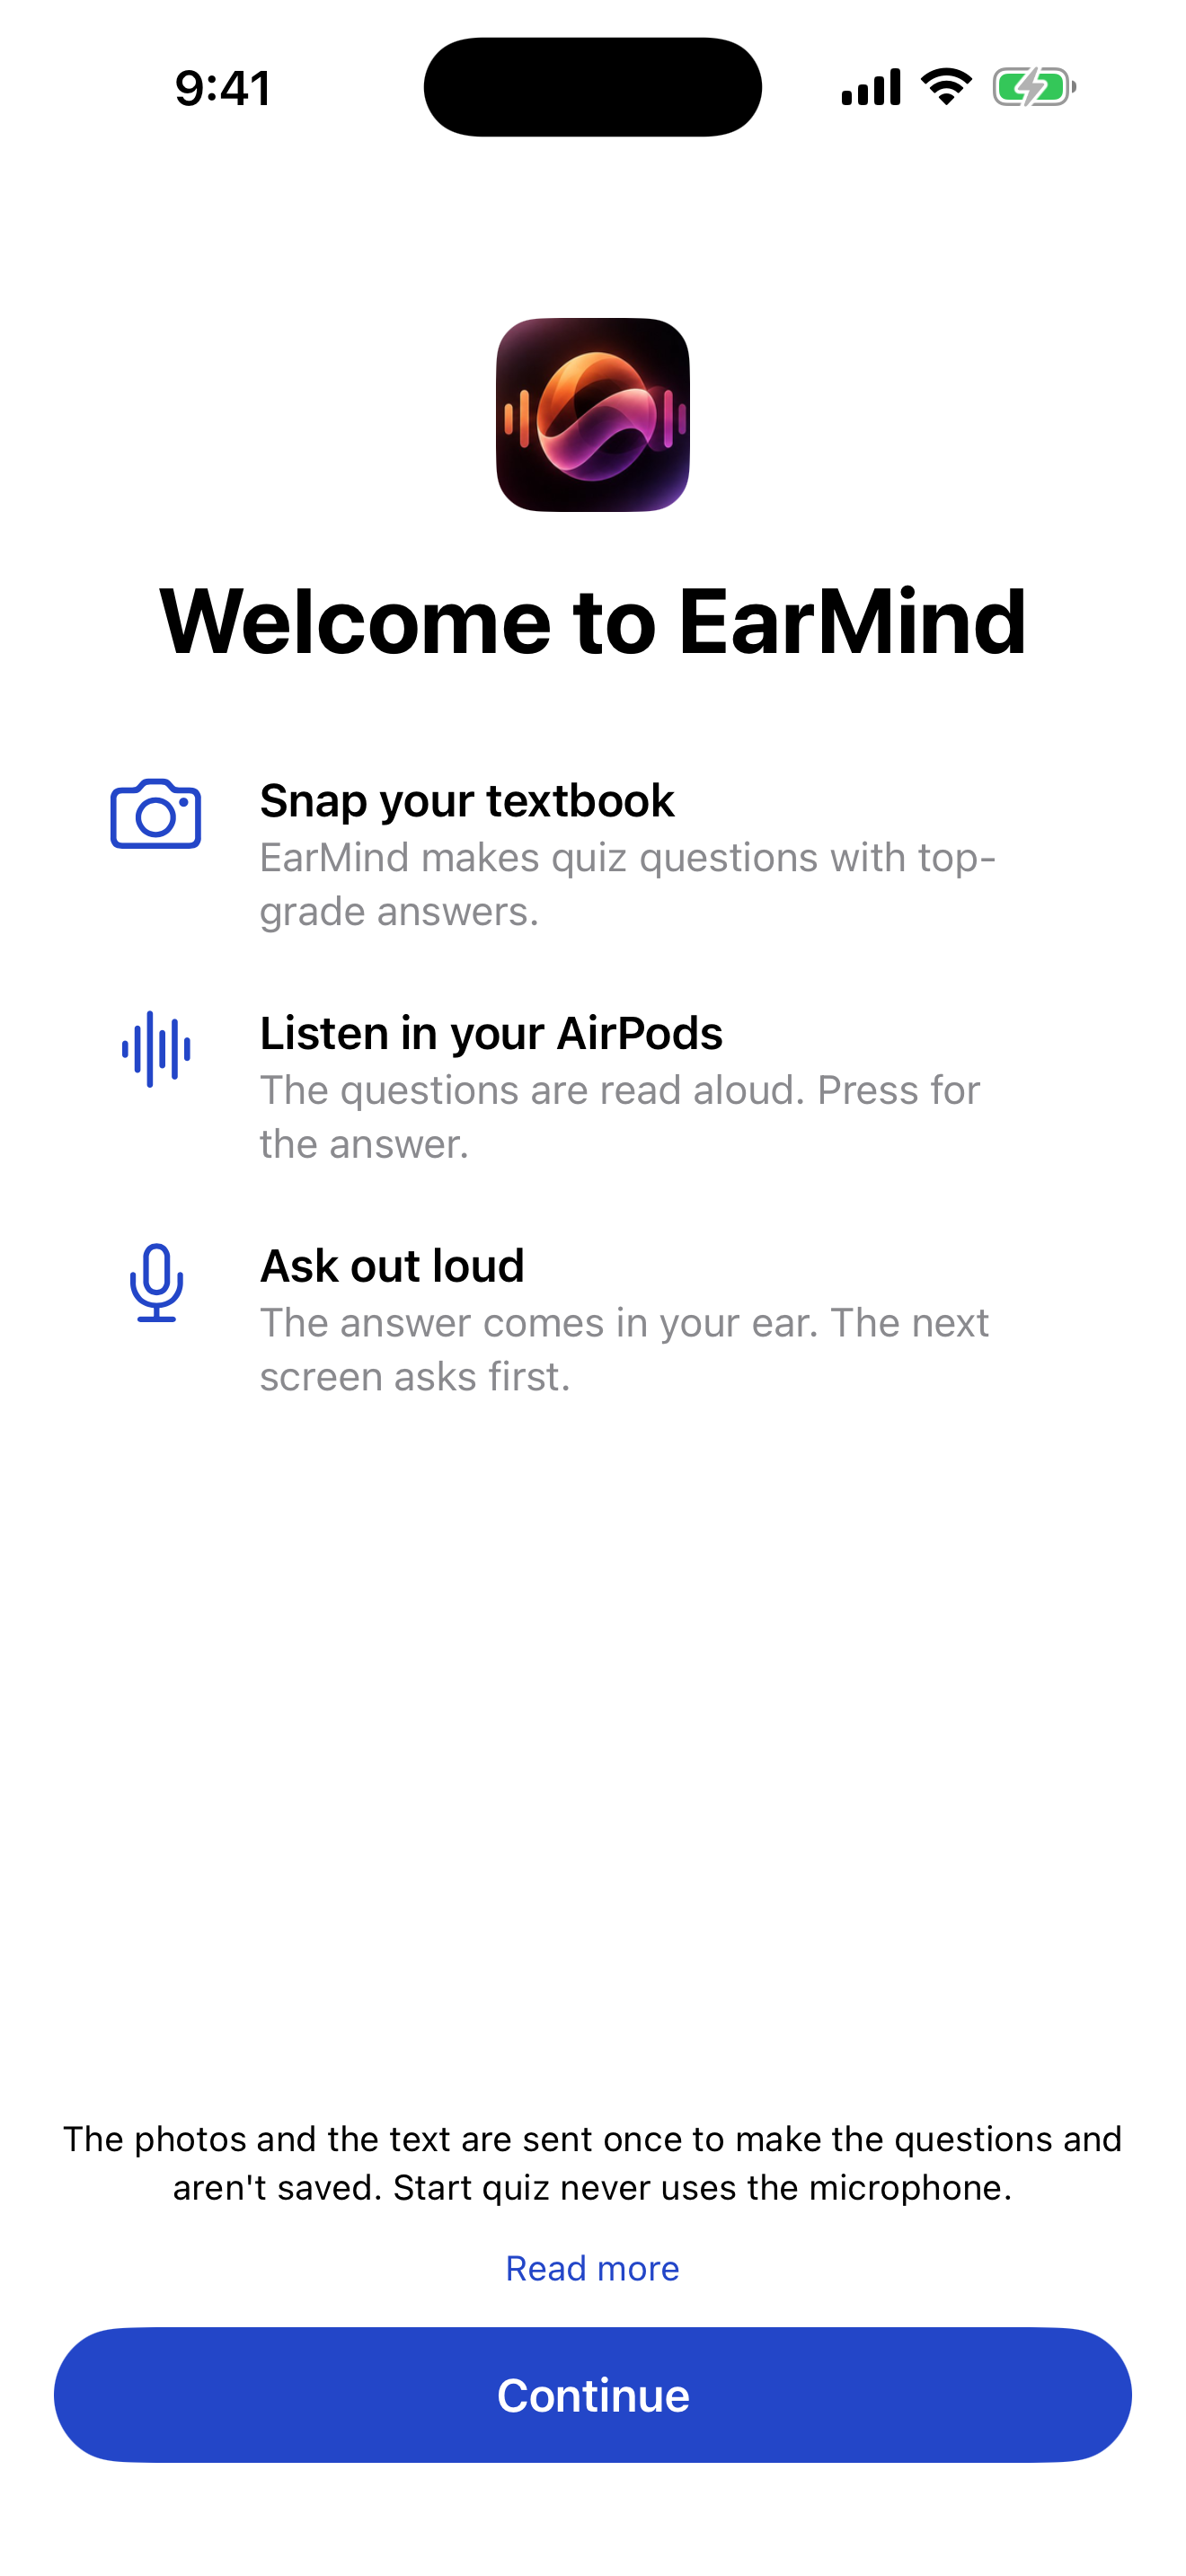 9:41
Welcome to EarMind
Snap your textbook
EarMind makes quiz questions with top-
grade answers.
Listen in your AirPods
The questions are read aloud. Press for
the answer.
Ask out loud
The answer comes in your ear. The next
screen asks first.
The photos and the text are sent once to make the questions and
aren't saved. Start quiz never uses the microphone.
Read more
Continue